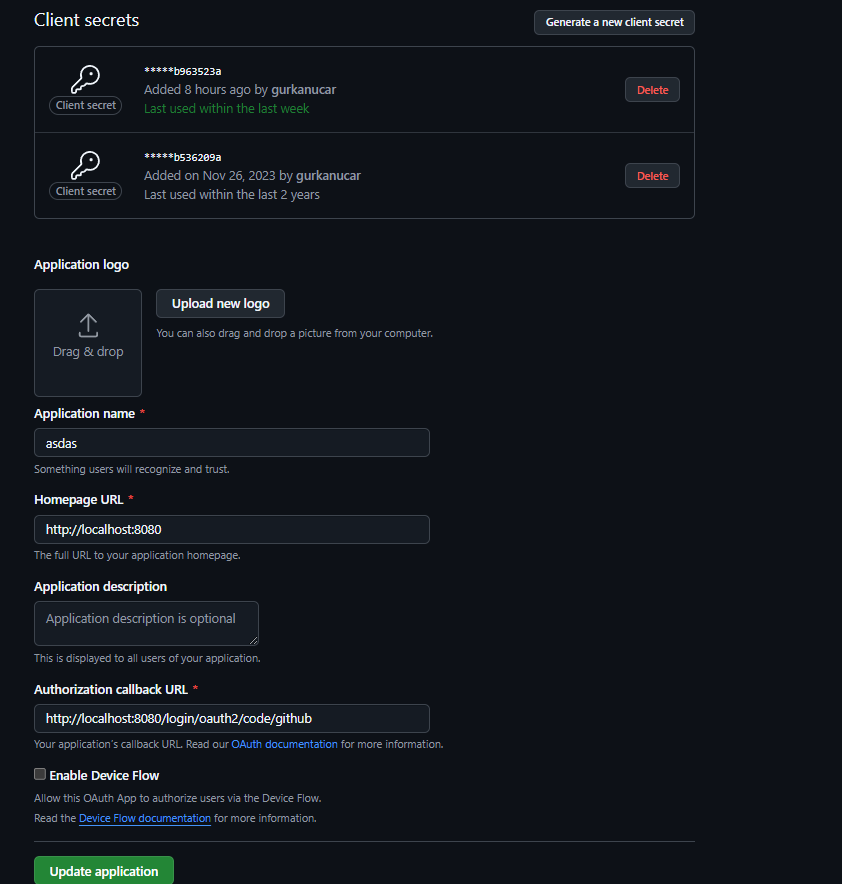 Client secrets
Generate a new client secret
*****b963523a
Added 8 hours ago by gurkanucar
Client secret
Last used within the last week
Delete
*****b536209a
Added on Nov 26, 2023 by gurkanucar
Client secret
Last used within the last 2 years
Delete
Application logo
Upload new logo
You can also drag and drop a picture from your computer.
Drag & drop
Application name *
asdas
Something users will recognize and trust.
Homepage URL *
http://localhost:8080
The full URL to your application homepage.
Application description
Application description is optional
This is displayed to all users of your application.
Authorization callback URL *
http://localhost:8080/login/oauth2/code/github
Your application's callback URL. Read our OAuth documentation for more information.
Enable Device Flow
Allow this OAuth App to authorize users via the Device Flow.
Read the Device Flow documentation for more information.
Update application